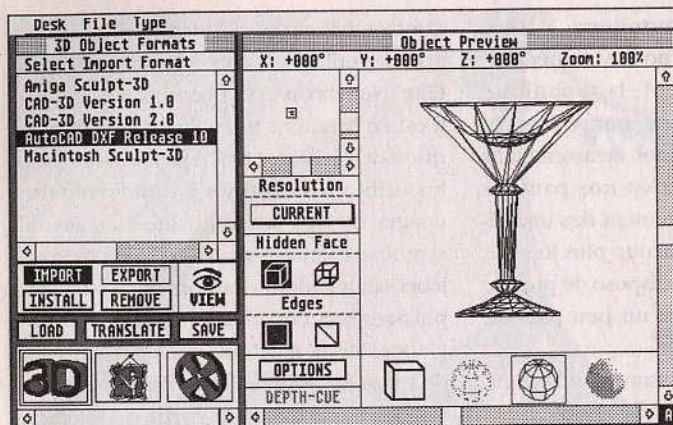 Desk File Type
3D Object Formats
Select Import Format
Amiga Sculpt-3D
CAD-3D Version 1.0
CAD-3D Version 2.0
AutoCAD DXF Release 10
Macintosh Sculpt-3D
IMPORT EXPORT
INSTALL REMOVE
VIEW
LOAD TRANSLATE SAVE
3D
Object Preview
X: +000° Y: +000° Z: +000° Zoom: 100%
Resolution
CURRENT
Hidden Face
Edges
OPTIONS
DEPTH-CUE
A